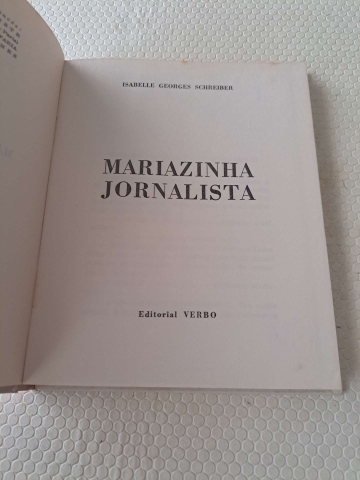 ISABELLE GEORGES SCHREIBER
MARIAZINHA
JORNALISTA
Editorial VERBO